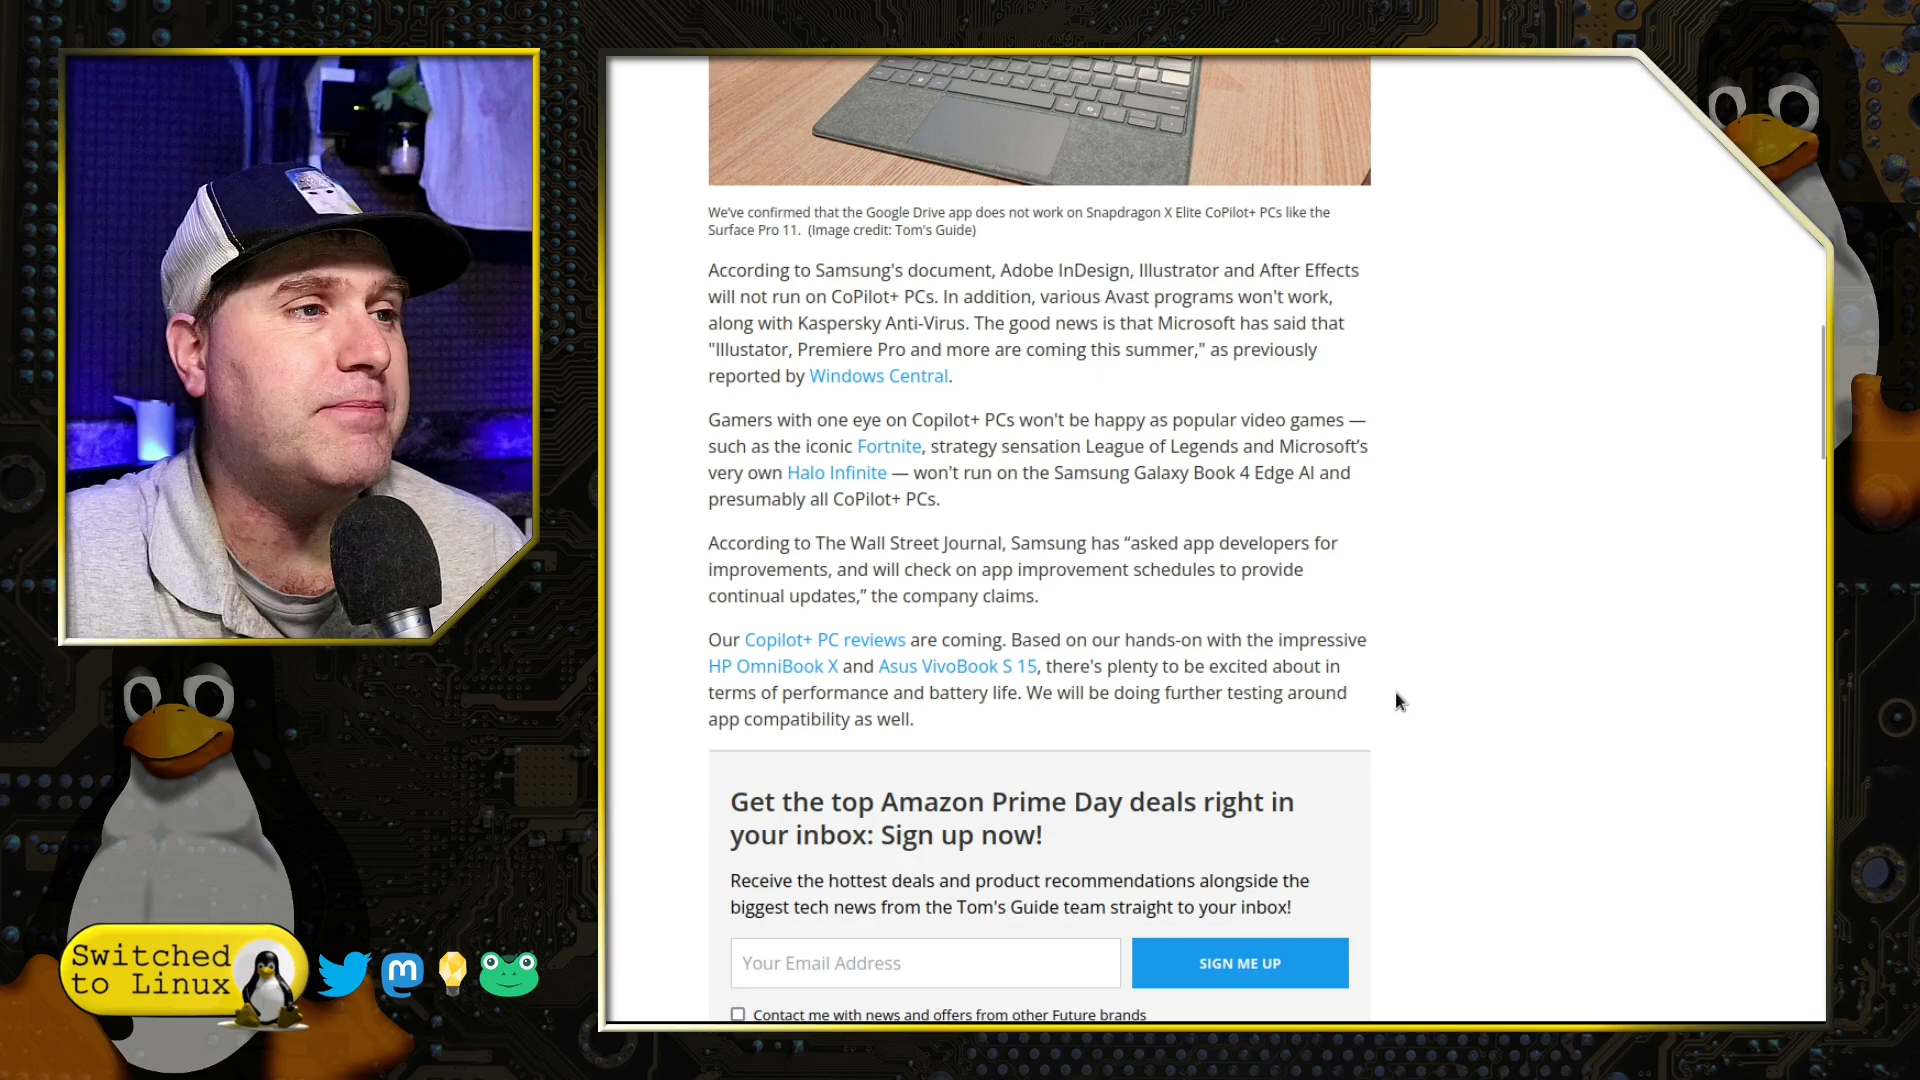 We've confirmed that the Google Drive app does not work on Snapdragon X Elite CoPilot+ PCs like the
Surface Pro 11. (Image credit: Tom's Guide)
According to Samsung's document, Adobe InDesign, Illustrator and After Effects
will not run on CoPilot+ PCs. In addition, various Avast programs won't work,
along with Kaspersky Anti-Virus. The good news is that Microsoft has said that
"Illustator, Premiere Pro and more are coming this summer," as previously
reported by Windows Central.
Gamers with one eye on Copilot+ PCs won't be happy as popular video games —
such as the iconic Fortnite, strategy sensation League of Legends and Microsoft’s
very own Halo Infinite — won't run on the Samsung Galaxy Book 4 Edge AI and
presumably all CoPilot+ PCs.
According to The Wall Street Journal, Samsung has “asked app developers for
improvements, and will check on app improvement schedules to provide
continual updates,” the company claims.
Our Copilot+ PC reviews are coming. Based on our hands-on with the impressive
HP OmniBook X and Asus VivoBook S 15, there's plenty to be excited about in
terms of performance and battery life. We will be doing further testing around
app compatibility as well.
Get the top Amazon Prime Day deals right in
your inbox: Sign up now!
Receive the hottest deals and product recommendations alongside the
biggest tech news from the Tom's Guide team straight to your inbox!
Your Email Address
SIGN ME UP
Contact me with news and offers from other Future brands
Switched
to Linux
m